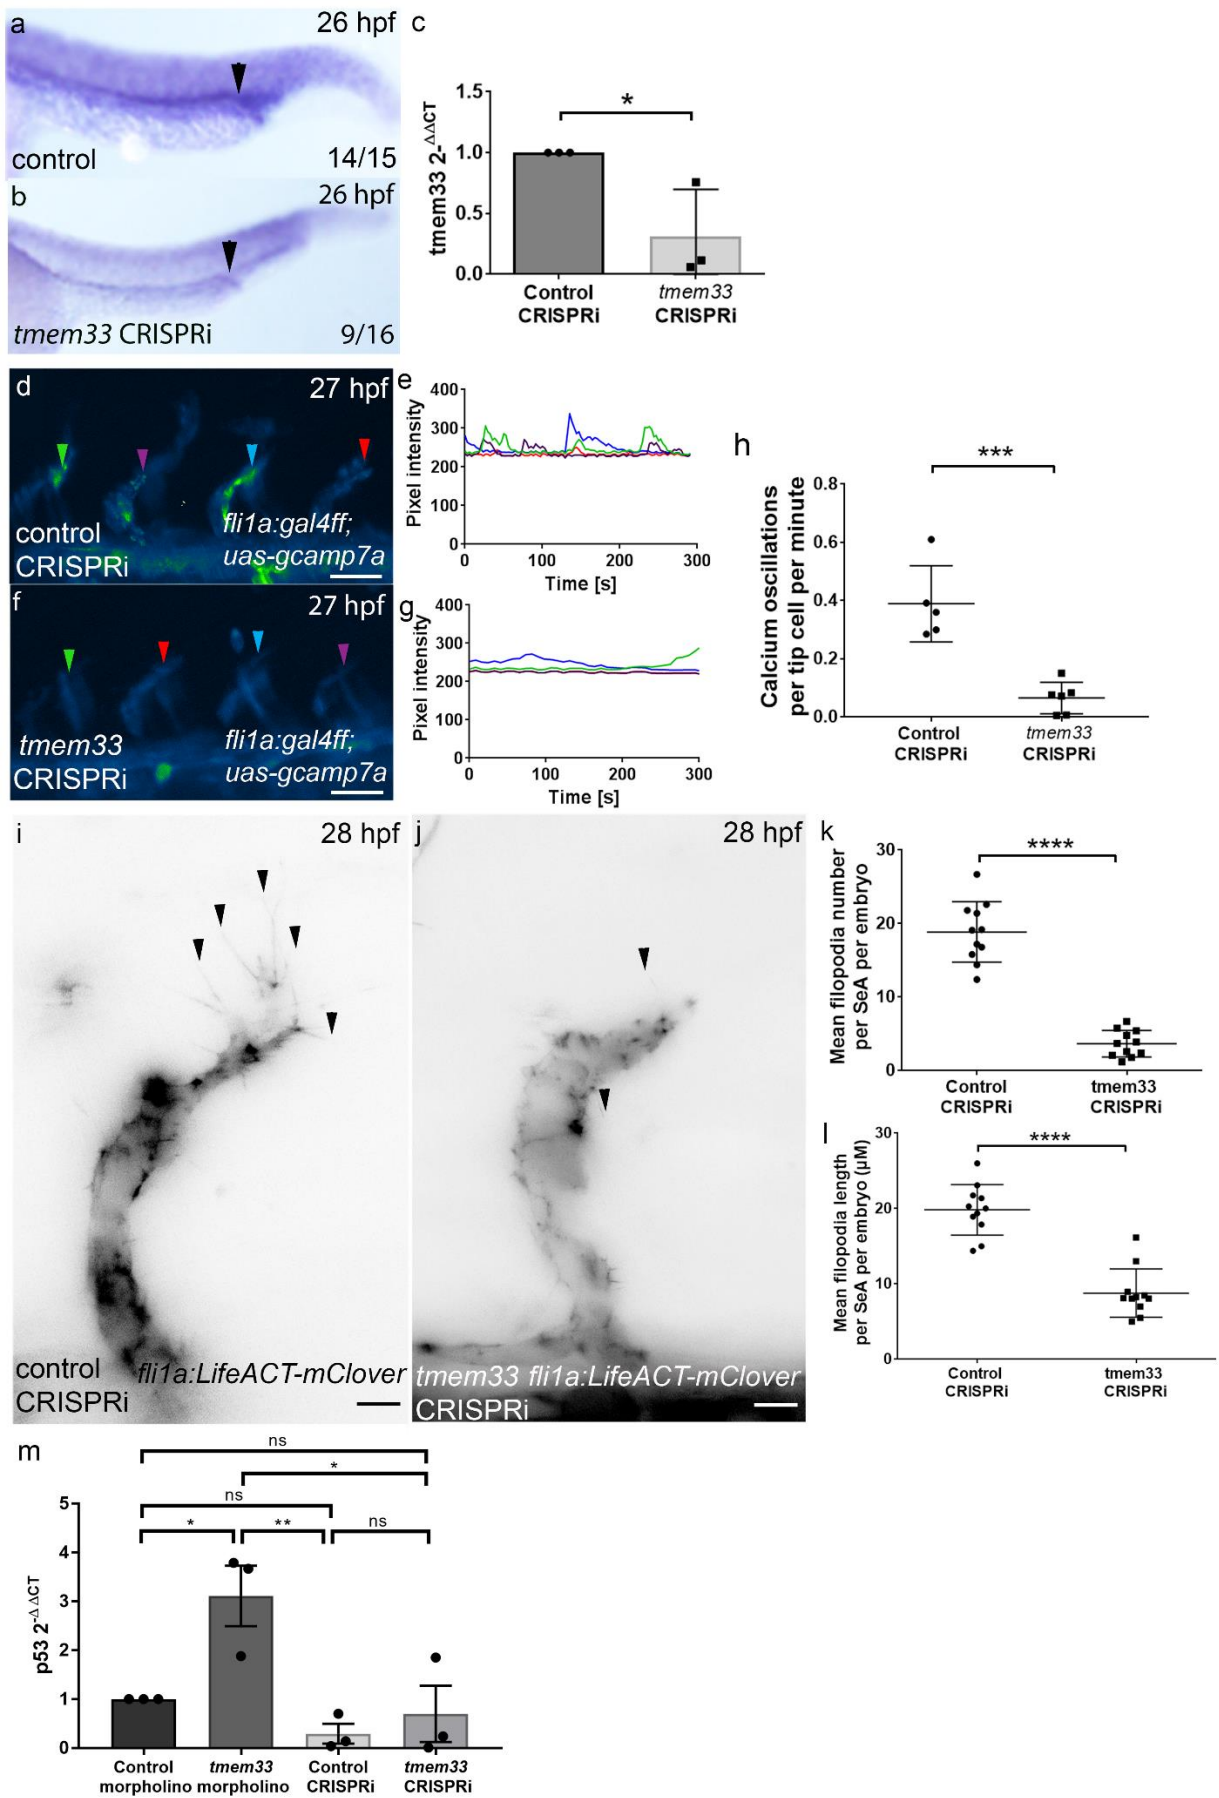 a
26 hpf
control
14/15
b
26 hpf
tmem33 CRISPRi
9/16
c
tmem33 2-ΔΔCT
1.5
1.0
0.5
0.0
*
Control
CRISPRi
tmem33
CRISPRi
d
27 hpf
control
CRISPRi
fli1a:gal4ff;
uas-gcamp7a
e
Pixel intensity
400
300
200
100
0
0
100
200
300
Time [s]
f
27 hpf
tmem33
CRISPRi
fli1a:gal4ff;
uas-gcamp7a
g
Pixel intensity
400
300
200
100
0
0
100
200
300
Time [s]
h
Calcium oscillations
per tip cell per minute
0.8
0.6
0.4
0.2
0.0
***
Control
CRISPRi
tmem33
CRISPRi
i
28 hpf
control
CRISPRi
fli1a:LifeACT-mClover
j
28 hpf
tmem33 fli1a:LifeACT-mClover
CRISPRi
k
Mean filopodia number
per SeA per embryo
30
20
10
0
****
Control
CRISPRi
tmem33
CRISPRi
l
Mean filopodia length
per SeA per embryo (µM)
30
20
10
0
****
Control
CRISPRi
tmem33
CRISPRi
m
p53 2-ΔΔCT
5
4
3
2
1
0
ns
*
ns
*
**
ns
Control
morpholino
tmem33
morpholino
Control
CRISPRi
tmem33
CRISPRi